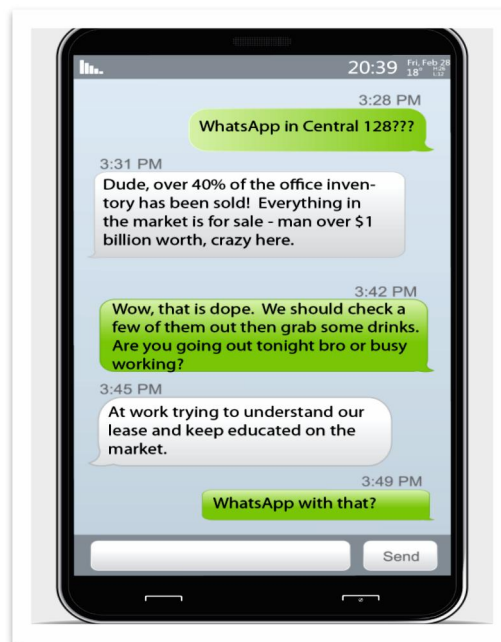 20:39 Fri, Feb 28
18°
3:28 PM
WhatsApp in Central 128???
3:31 PM
Dude, over 40% of the office inven-
tory has been sold!  Everything in
the market is for sale - man over $1
billion worth, crazy here.
3:42 PM
Wow, that is dope.  We should check a
few of them out then grab some drinks.
Are you going out tonight bro or busy
working?
3:45 PM
At work trying to understand our
lease and keep educated on the
market.
3:49 PM
WhatsApp with that?
Send